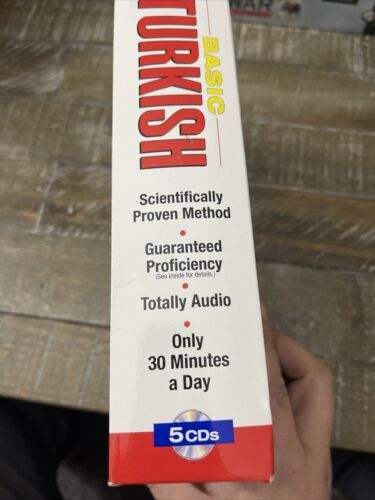 BASIC
TURKISH
Scientifically
Proven Method
•
Guaranteed
Proficiency
(See inside for details.)
•
Totally Audio
•
Only
30 Minutes
a Day
5 CDs
WAR